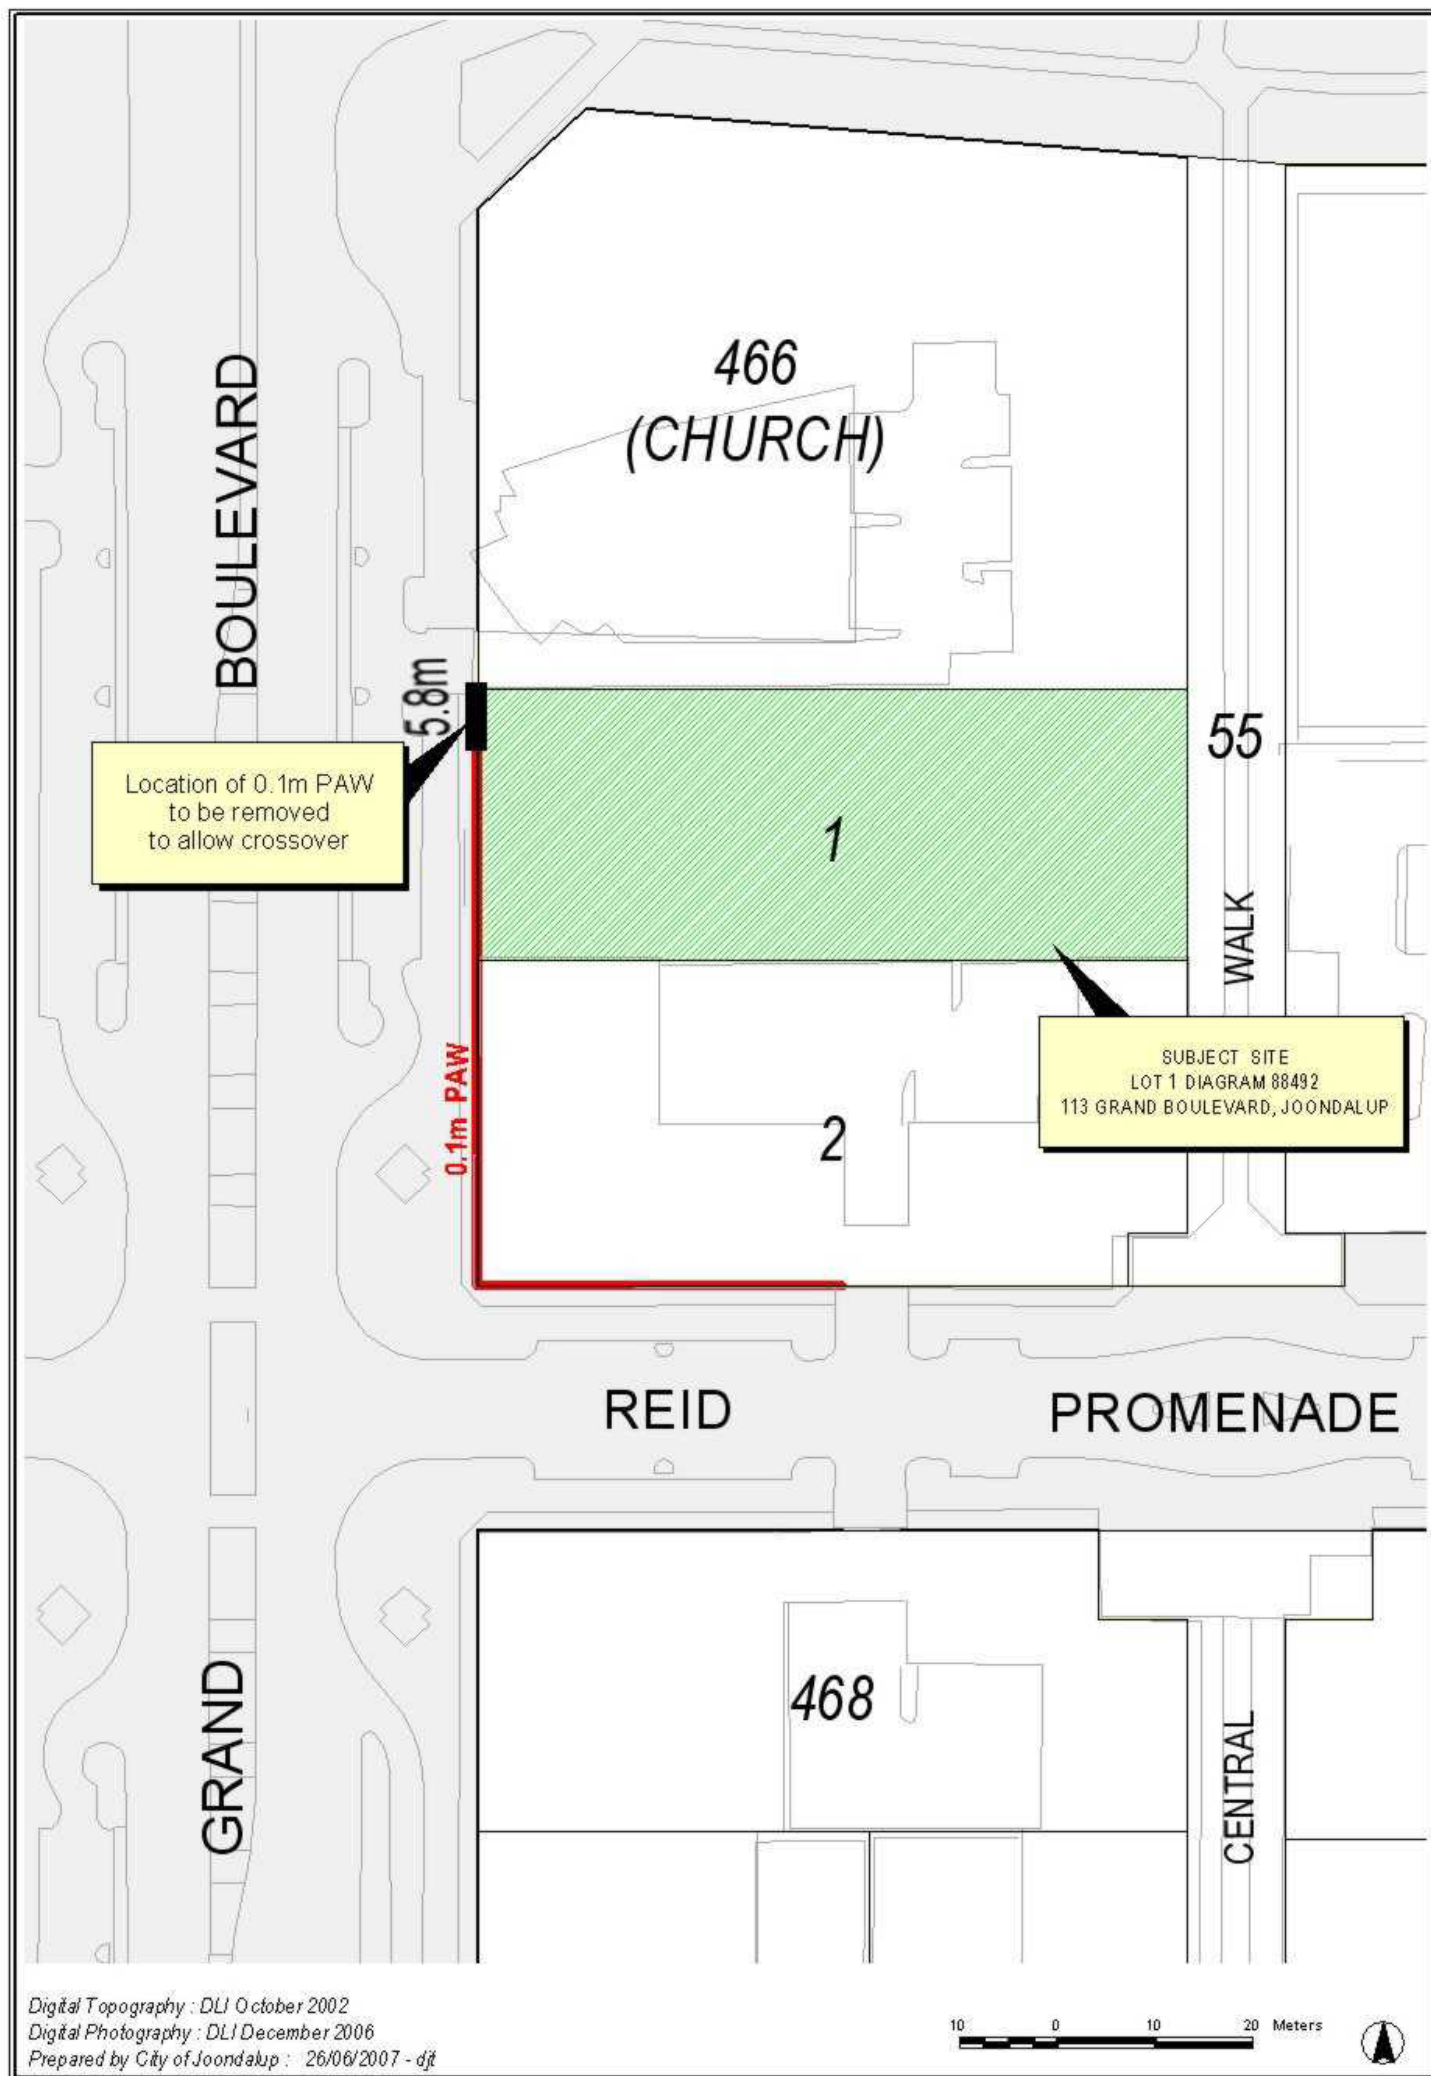 466
(CHURCH)
BOULEVARD
5.8m
Location of 0.1m PAW
to be removed
to allow crossover
55
1
WALK
SUBJECT SITE
LOT 1 DIAGRAM 88492
113 GRAND BOULEVARD, JOONDALUP
0.1m PAW
2
REID PROMENADE
GRAND
468
CENTRAL
Digital Topography : DLI October 2002
Digital Photography : DLI December 2006
Prepared by City of Joondalup : 26/06/2007 - djt
10 0 10 20 Meters